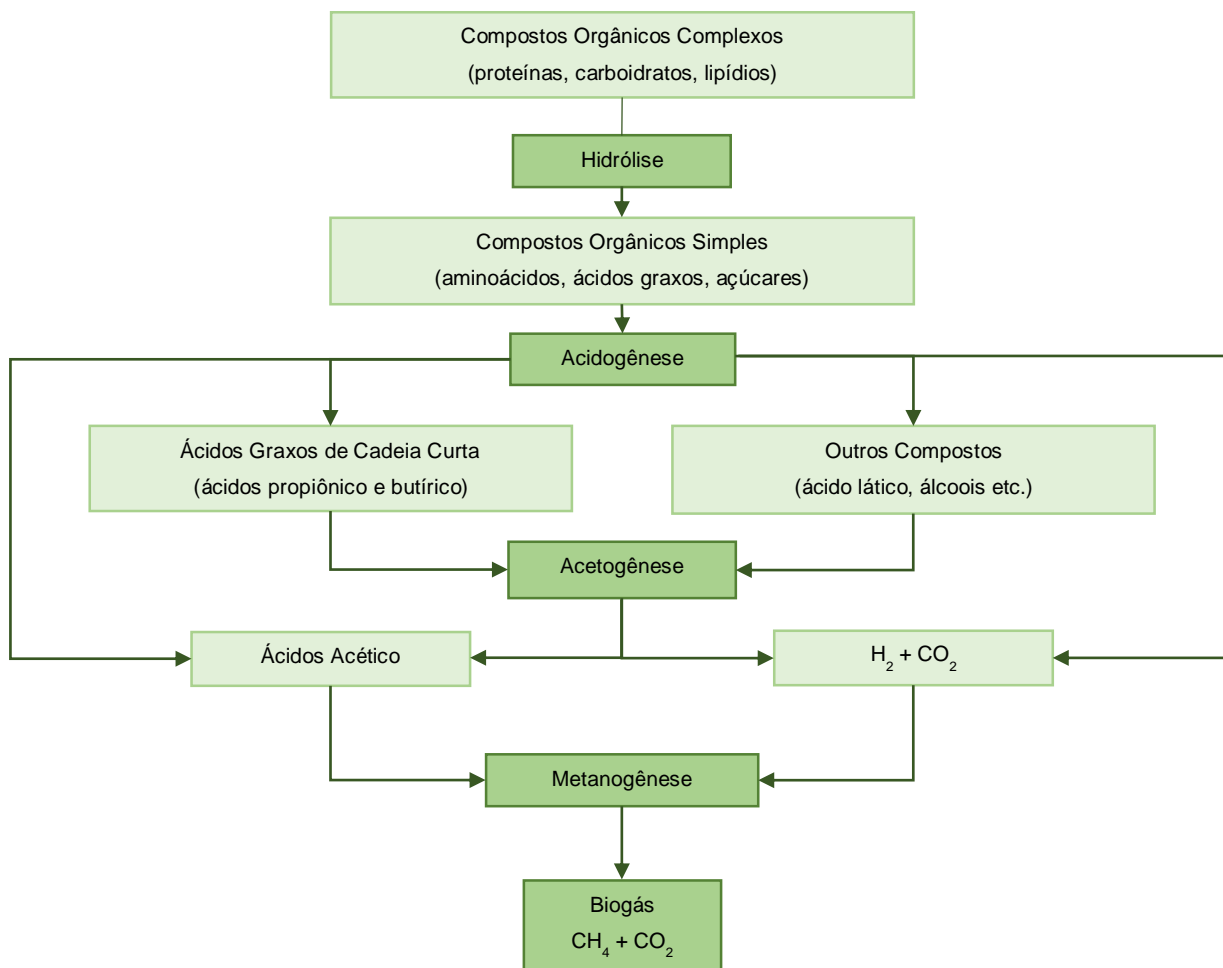 Compostos Orgânicos Complexos
(proteínas, carboidratos, lipídios)
Hidrólise
Compostos Orgânicos Simples
(aminoácidos, ácidos graxos, açúcares)
Acidogênese
Ácidos Graxos de Cadeia Curta
(ácidos propiônico e butírico)
Outros Compostos
(ácido lático, álcoois etc.)
Acetogênese
Ácidos Acético
H₂ + CO₂
Metanogênese
Biogás
CH₄ + CO₂